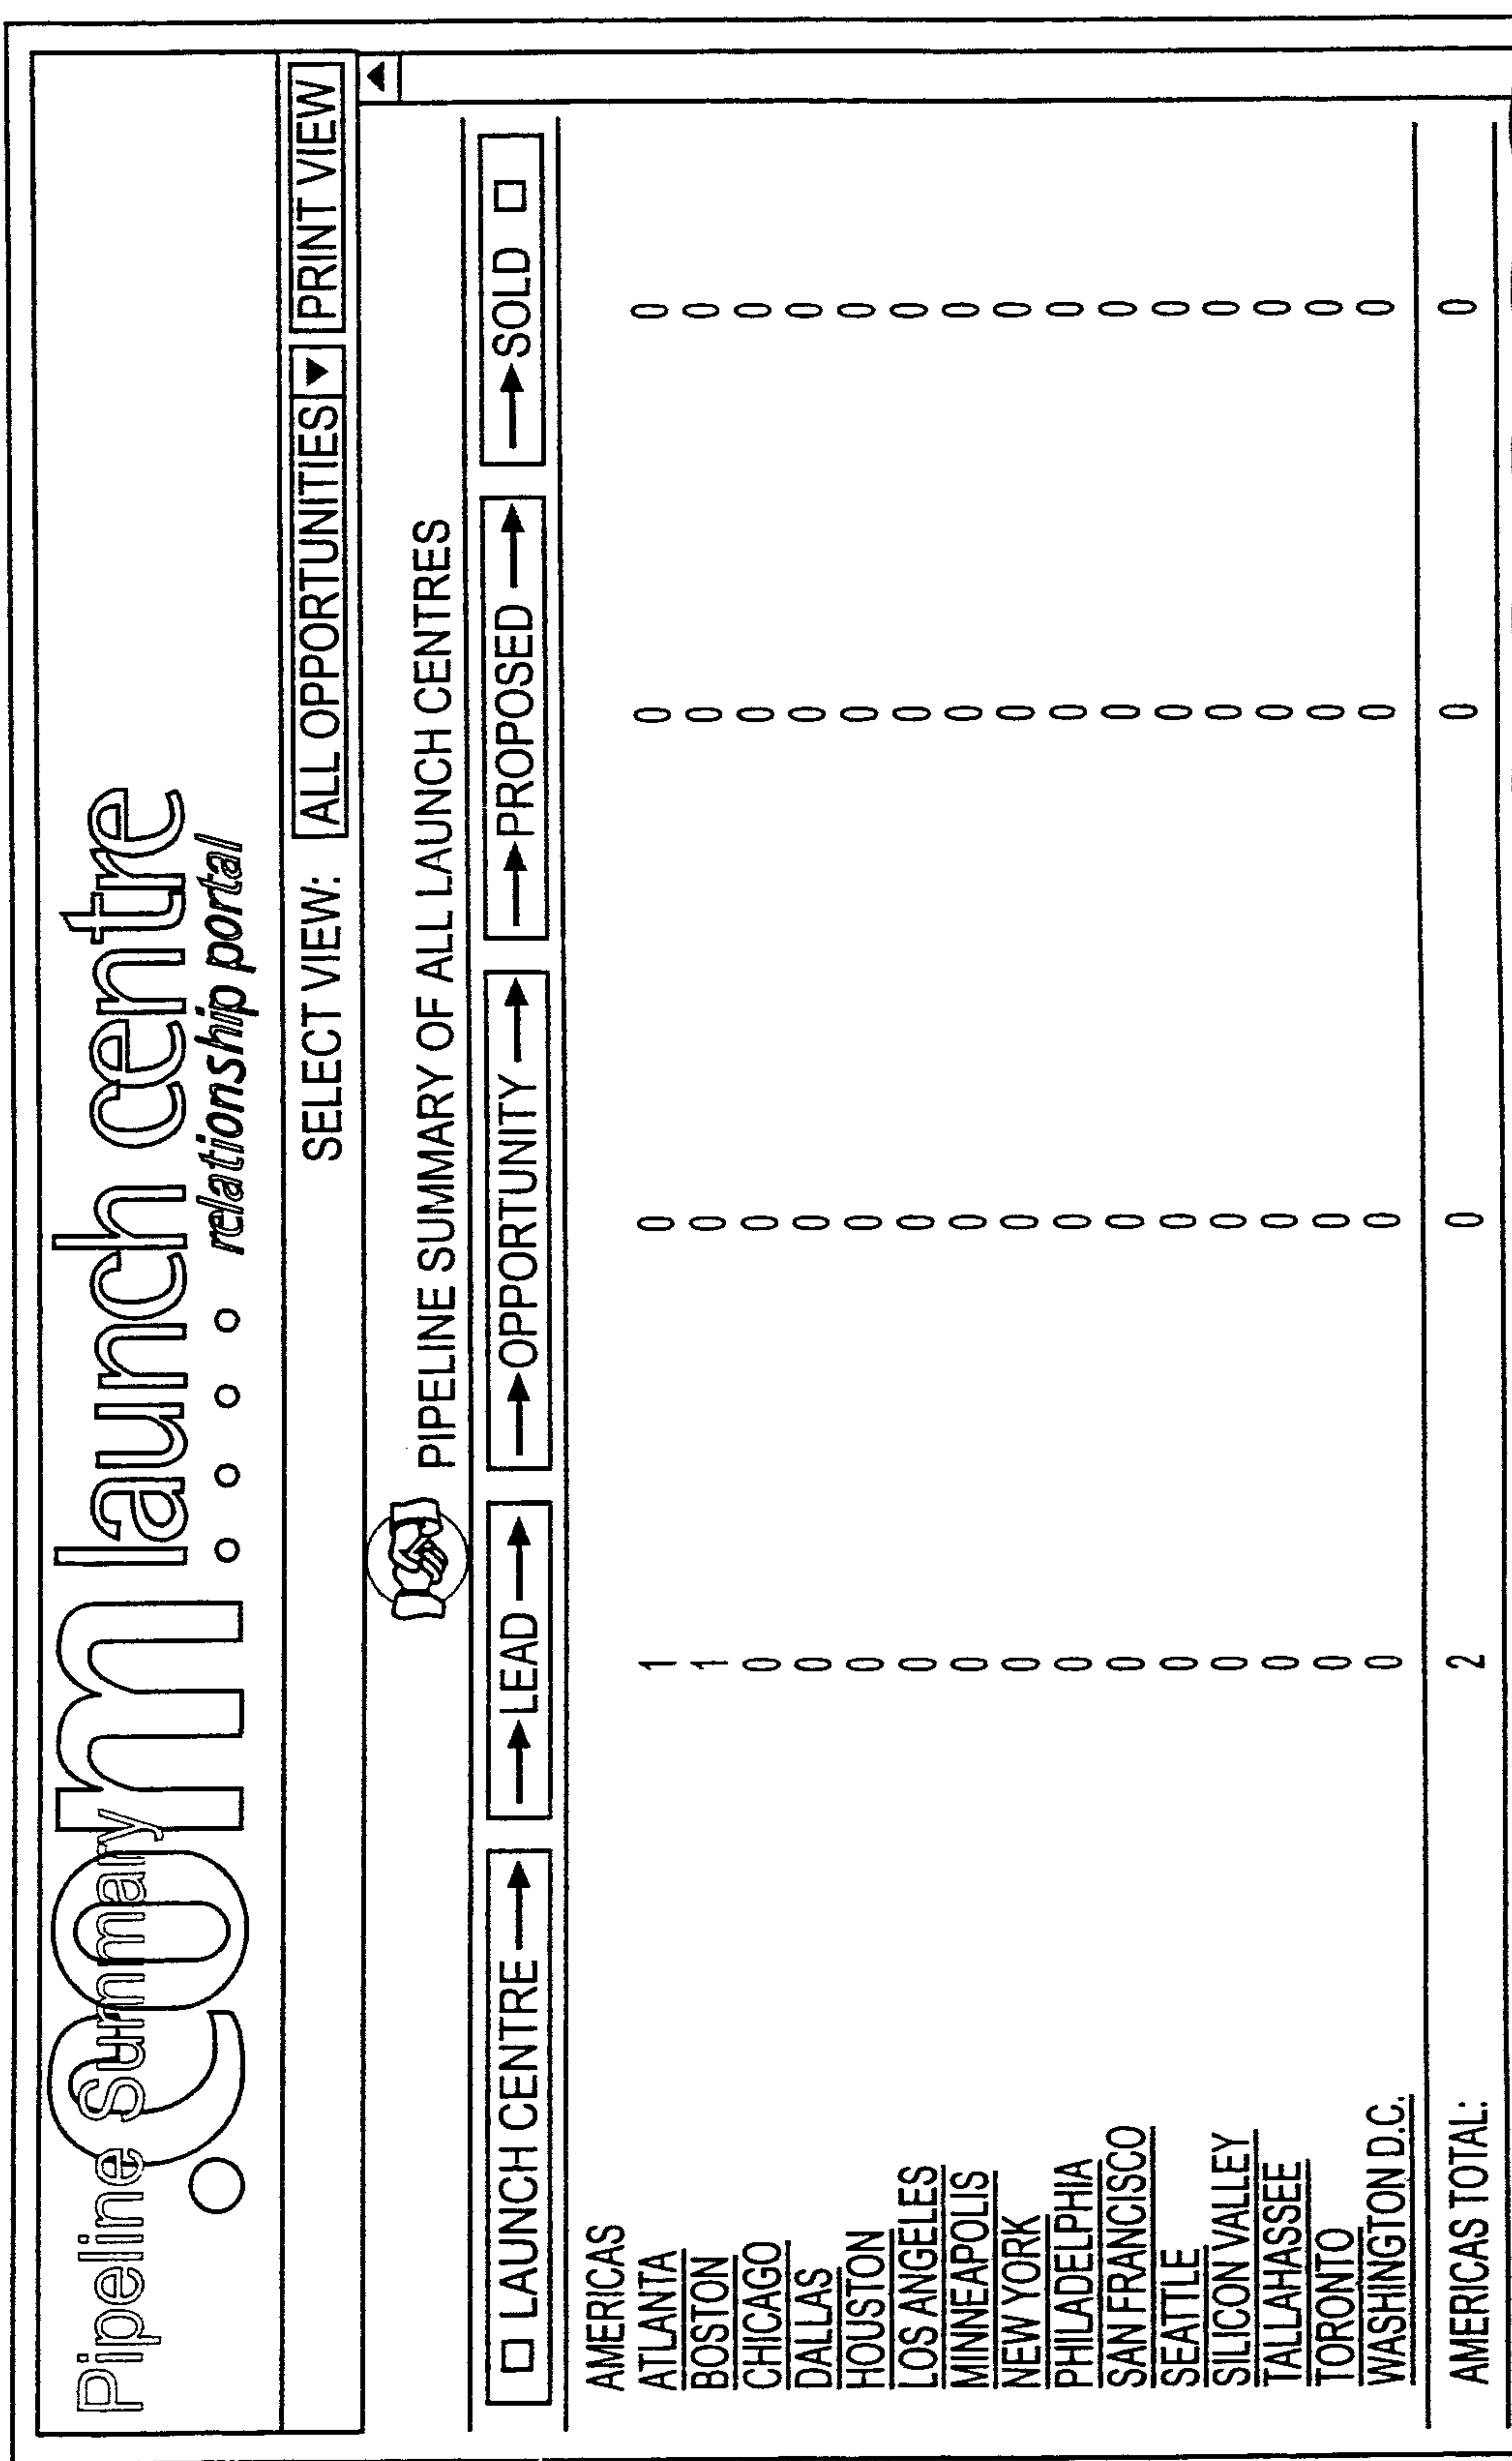 Pipeline Summary
.com launch centre
relationship portal
SELECT VIEW: ALL OPPORTUNITIES PRINT VIEW
PIPELINE SUMMARY OF ALL LAUNCH CENTRES
LAUNCH CENTRE LEAD OPPORTUNITY PROPOSED SOLD
AMERICAS
ATLANTA 1 0 0 0
BOSTON 1 0 0 0
CHICAGO 0 0 0 0
DALLAS 0 0 0 0
HOUSTON 0 0 0 0
LOS ANGELES 0 0 0 0
MINNEAPOLIS 0 0 0 0
NEW YORK 0 0 0 0
PHILADELPHIA 0 0 0 0
SAN FRANCISCO 0 0 0 0
SEATTLE 0 0 0 0
SILICON VALLEY 0 0 0 0
TALLAHASSEE 0 0 0 0
TORONTO 0 0 0 0
WASHINGTON D.C. 0 0 0 0
AMERICAS TOTAL: 2 0 0 0